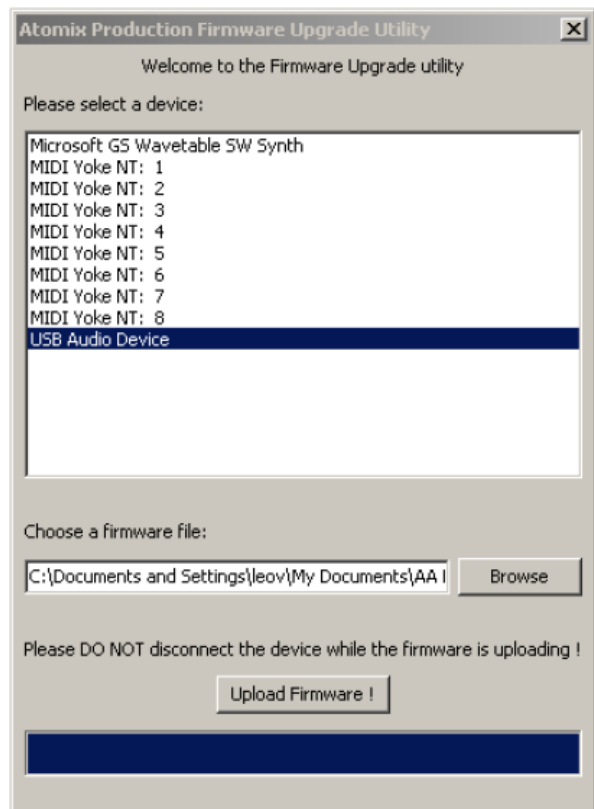 Atomix Production Firmware Upgrade Utility
Welcome to the Firmware Upgrade utility
Please select a device:
Microsoft GS Wavetable SW Synth
MIDI Yoke NT: 1
MIDI Yoke NT: 2
MIDI Yoke NT: 3
MIDI Yoke NT: 4
MIDI Yoke NT: 5
MIDI Yoke NT: 6
MIDI Yoke NT: 7
MIDI Yoke NT: 8
USB Audio Device
Choose a firmware file:
C:\Documents and Settings\leov\My Documents\AA
Browse
Please DO NOT disconnect the device while the firmware is uploading !
Upload Firmware !